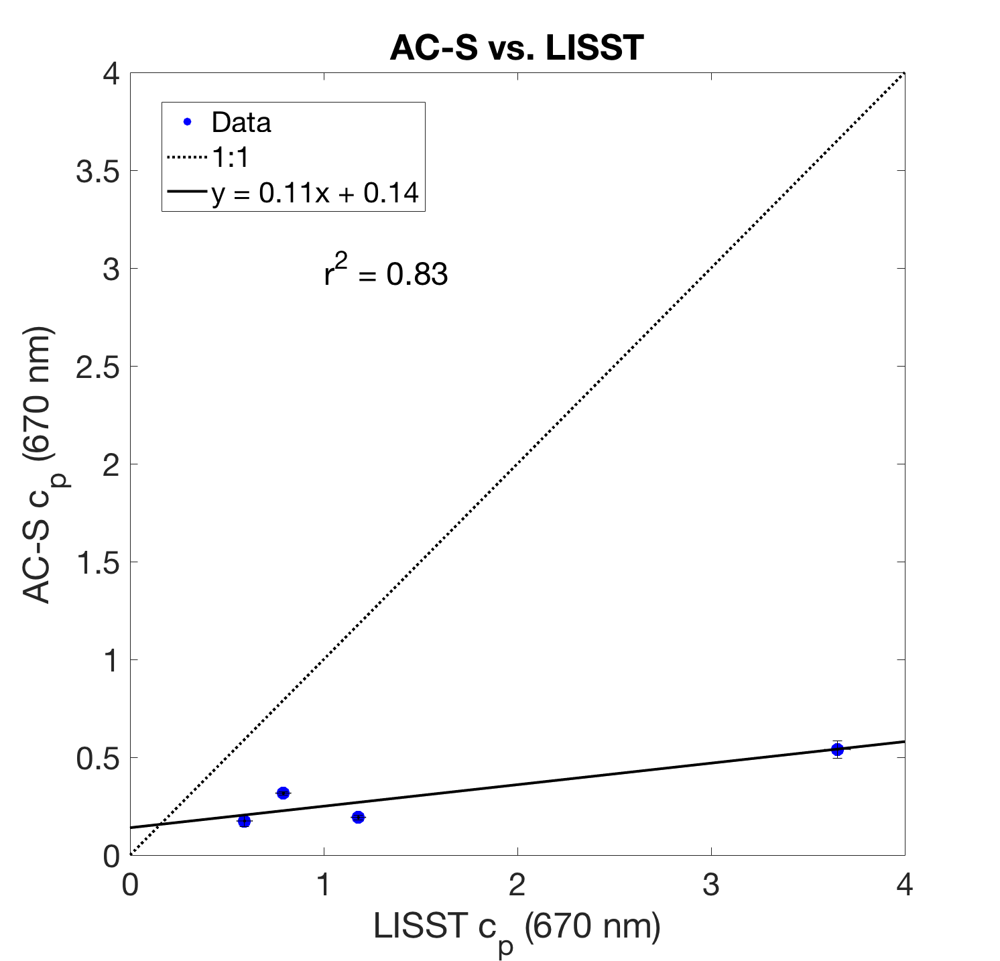 AC-S vs. LISST
4
3.5
3
2.5
2
1.5
1
0.5
0
Data
1:1
y = 0.11x + 0.14
r² = 0.83
AC-S cₚ (670 nm)
0 1 2 3 4
LISST cₚ (670 nm)